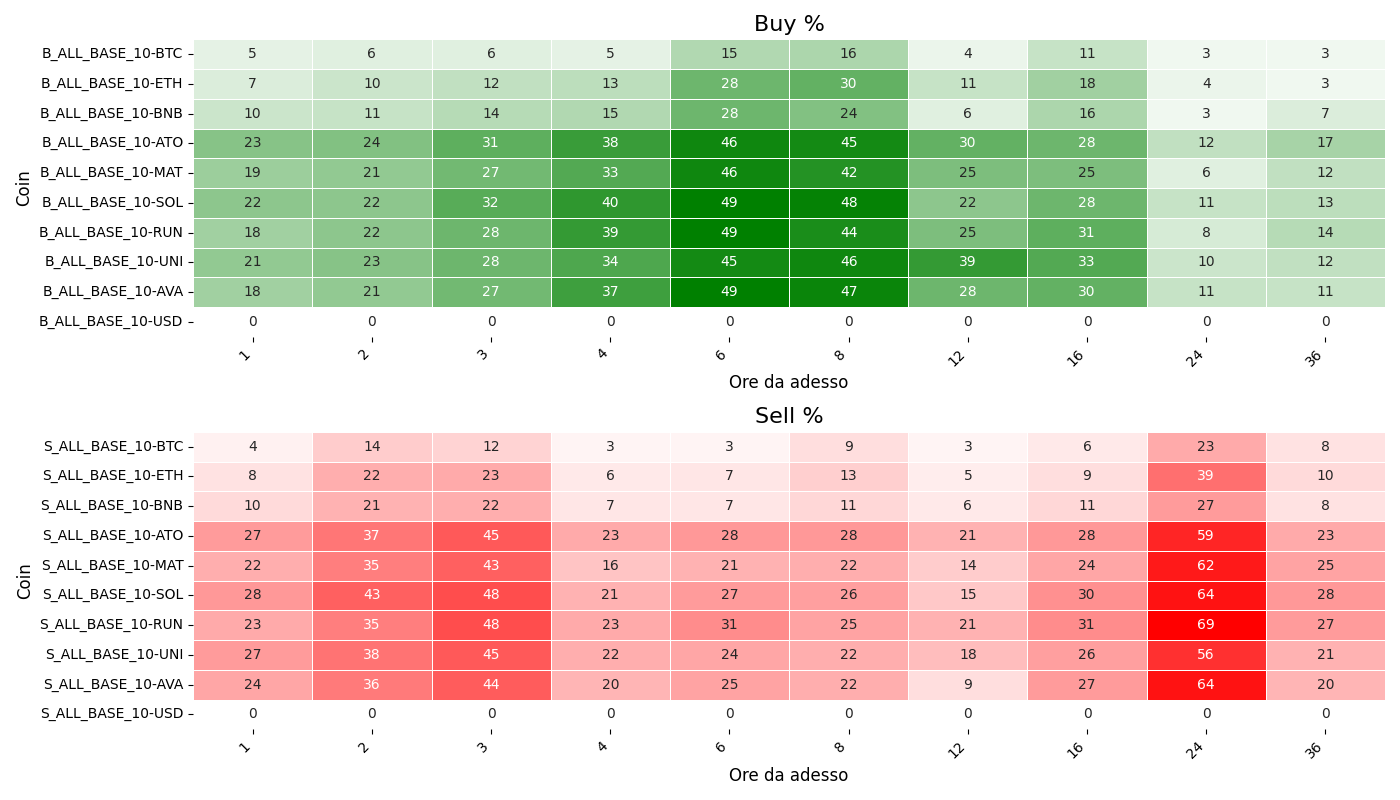 Buy %
Coin
B_ALL_BASE_10-BTC 5 6 6 5 15 16 4 11 3 3
B_ALL_BASE_10-ETH 7 10 12 13 28 30 11 18 4 3
B_ALL_BASE_10-BNB 10 11 14 15 28 24 6 16 3 7
B_ALL_BASE_10-ATO 23 24 31 38 46 45 30 28 12 17
B_ALL_BASE_10-MAT 19 21 27 33 46 42 25 25 6 12
B_ALL_BASE_10-SOL 22 22 32 40 49 48 22 28 11 13
B_ALL_BASE_10-RUN 18 22 28 39 49 44 25 31 8 14
B_ALL_BASE_10-UNI 21 23 28 34 45 46 39 33 10 12
B_ALL_BASE_10-AVA 18 21 27 37 49 47 28 30 11 11
B_ALL_BASE_10-USD 0 0 0 0 0 0 0 0 0 0
1 2 3 4 6 8 12 16 24 36
Ore da adesso
Sell %
Coin
S_ALL_BASE_10-BTC 4 14 12 3 3 9 3 6 23 8
S_ALL_BASE_10-ETH 8 22 23 6 7 13 5 9 39 10
S_ALL_BASE_10-BNB 10 21 22 7 7 11 6 11 27 8
S_ALL_BASE_10-ATO 27 37 45 23 28 28 21 28 59 23
S_ALL_BASE_10-MAT 22 35 43 16 21 22 14 24 62 25
S_ALL_BASE_10-SOL 28 43 48 21 27 26 15 30 64 28
S_ALL_BASE_10-RUN 23 35 48 23 31 25 21 31 69 27
S_ALL_BASE_10-UNI 27 38 45 22 24 22 18 26 56 21
S_ALL_BASE_10-AVA 24 36 44 20 25 22 9 27 64 20
S_ALL_BASE_10-USD 0 0 0 0 0 0 0 0 0 0
1 2 3 4 6 8 12 16 24 36
Ore da adesso